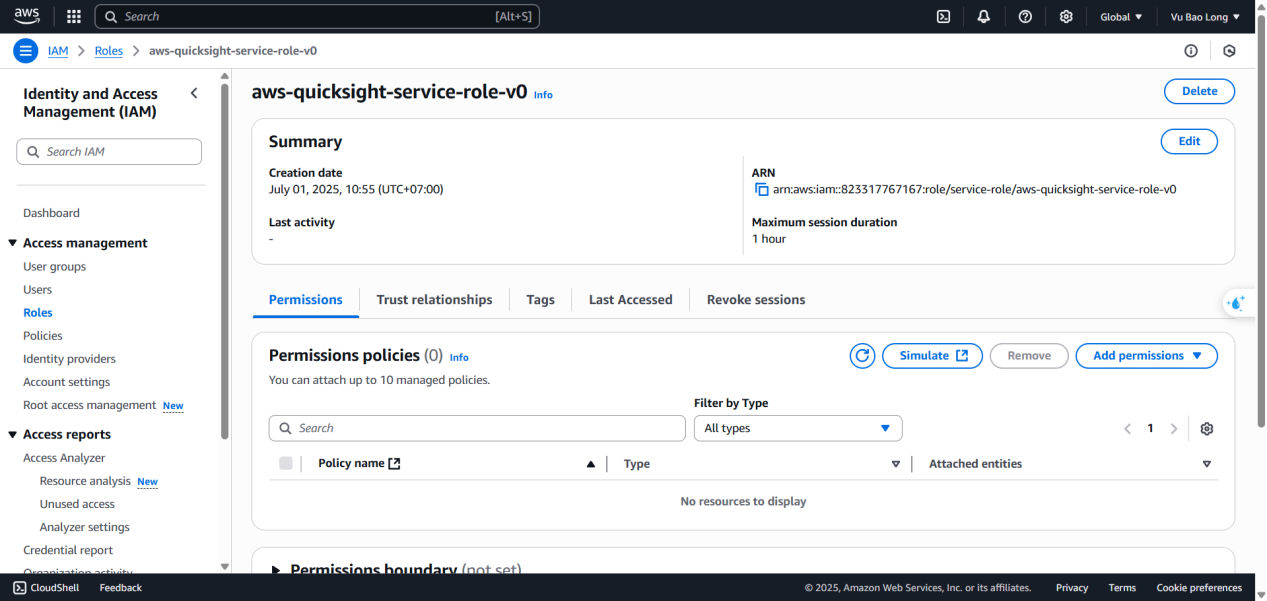 aws
Search [Alt+S]
Global Vu Bao Long
IAM Roles aws-quicksight-service-role-v0
Identity and Access
Management (IAM)
Search IAM
Dashboard
Access management
User groups
Users
Roles
Policies
Identity providers
Account settings
Root access management New
Access reports
Access Analyzer
Resource analysis New
Unused access
Analyzer settings
Credential report
Organization activity
aws-quicksight-service-role-v0 Info
Delete
Summary
Edit
Creation date
July 01, 2025, 10:55 (UTC+07:00)
ARN
arn:aws:iam::823317767167:role/service-role/aws-quicksight-service-role-v0
Last activity
-
Maximum session duration
1 hour
Permissions Trust relationships Tags Last Accessed Revoke sessions
Permissions policies (0) Info
Simulate Remove Add permissions
You can attach up to 10 managed policies.
Filter by Type
Search All types 1
Policy name Type Attached entities
No resources to display
Permissions boundary (not set)
CloudShell Feedback © 2025, Amazon Web Services, Inc. or its affiliates. Privacy Terms Cookie preferences